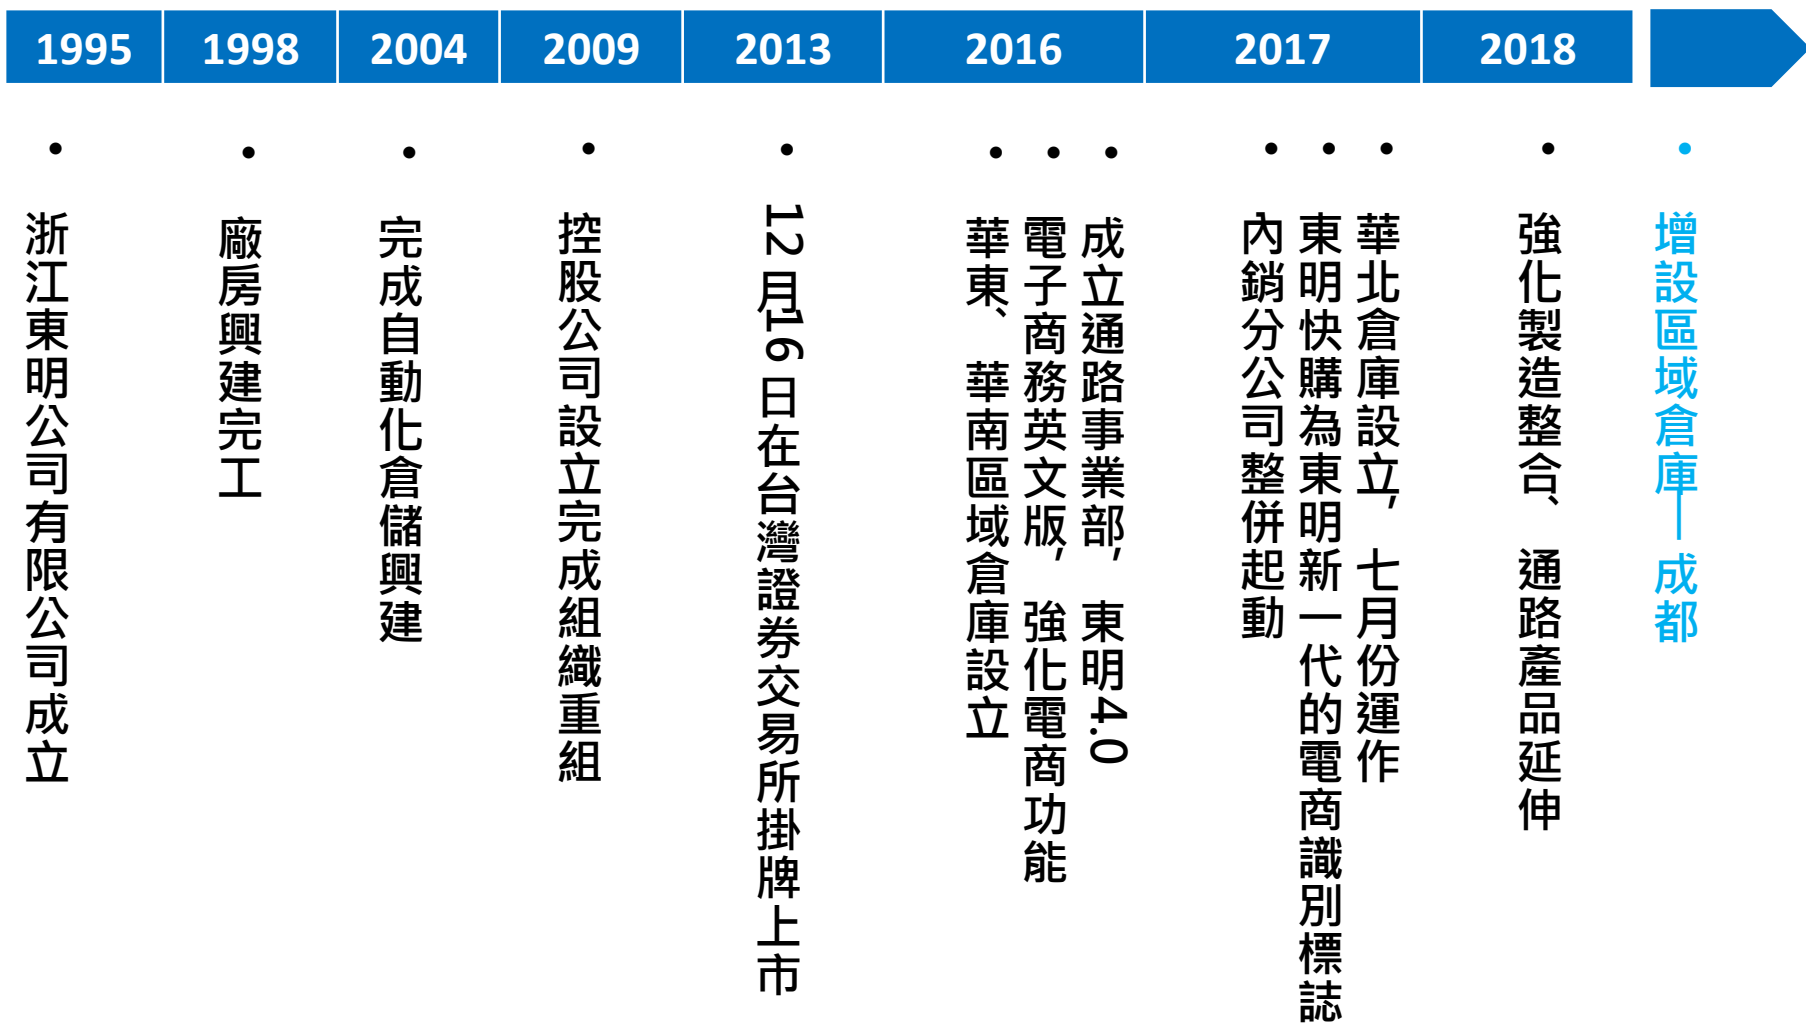 1995
1998
2004
2009
2013
2016
2017
2018
• 浙江東明公司有限公司成立
• 廠房興建完工
• 完成自動化倉儲興建
• 控股公司設立完成組織重組
• 12月16日在台灣證券交易所掛牌上市
• 成立通路事業部，東明4.0
• 電子商務英文版，強化電商功能
• 華東、華南區域倉庫設立
• 華北倉庫設立，七月份運作
• 東明快購為東明新一代的電商識別標誌
• 內銷分公司整併起動
• 強化製造整合、通路產品延伸
• 增設區域倉庫—成都